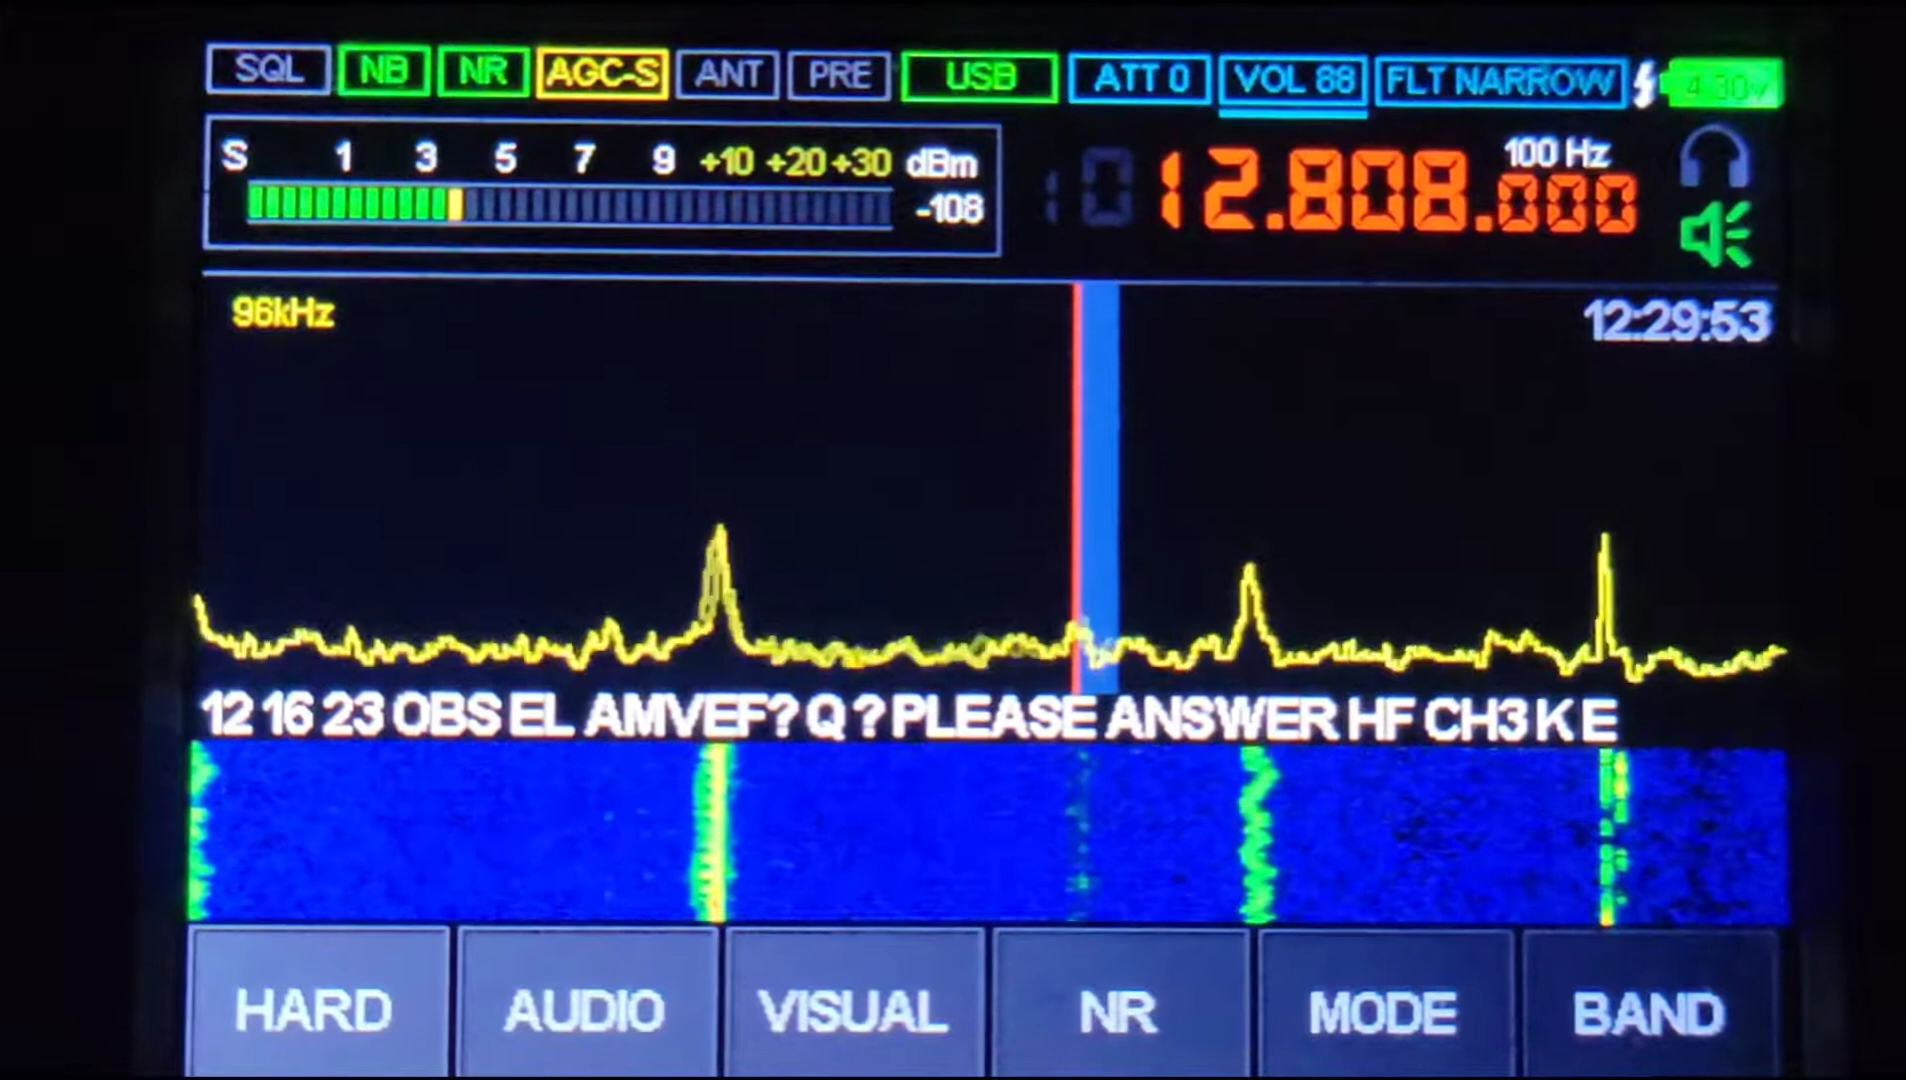 SQL NB NR AGC-S ANT PRE USB ATT 0 VOL 88 FLT NARROW 4.30v
S 1 3 5 7 9 +10 +20 +30 dBm
-108
100 Hz
12.808.000
96kHz
12:29:53
12 16 23 OBS EL AMVEF? Q ? PLEASE ANSWER HF CH3 K E
HARD AUDIO VISUAL NR MODE BAND